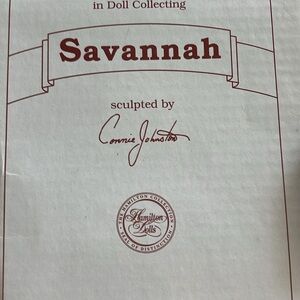 in Doll Collecting
Savannah
sculpted by
Connie Johnston
THE HAMILTON COLLECTION
Hamilton
Dolls
SEAL OF DISTINCTION